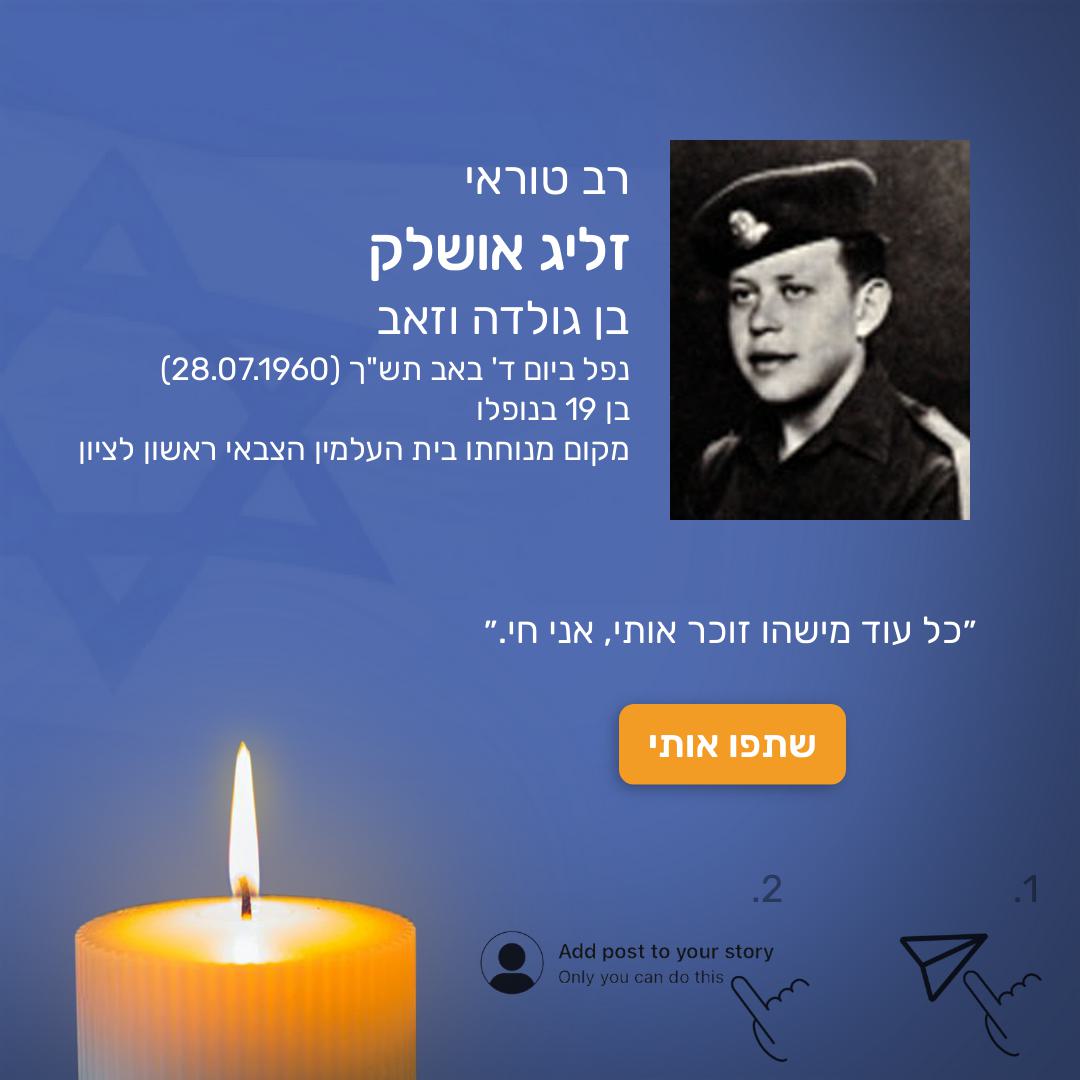 רב טוראי
זליג אושלק
בן גולדה וזאב
נפל ביום ד' באב תש"ך (28.07.1960)
בן 19 בנופלו
מקום מנוחתו בית העלמין הצבאי ראשון לציון
״כל עוד מישהו זוכר אותי, אני חי.״
שתפו אותי
1.
2.
Add post to your story
Only you can do this